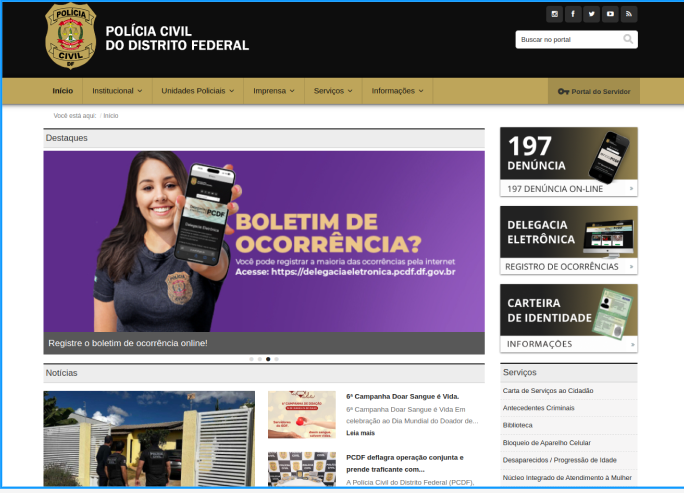 POLÍCIA
CIVIL
DF
POLÍCIA CIVIL
DO DISTRITO FEDERAL
Buscar no portal
Início
Institucional
Unidades Policiais
Imprensa
Serviços
Informações
Portal do Servidor
Você está aqui: Início
Destaques
BOLETIM DE
OCORRÊNCIA?
Você pode registrar a maioria das ocorrências pela internet
Acesse: https://delegaciaeletronica.pcdf.df.gov.br
PCDF
Delegacia Eletrônica
Registre o boletim de ocorrência online!
197
DENÚNCIA
197 DENÚNCIA ON-LINE
DELEGACIA
ELETRÔNICA
REGISTRO DE OCORRÊNCIAS
CARTEIRA
DE IDENTIDADE
INFORMAÇÕES
Notícias
6ª Campanha Doar Sangue é Vida.
6ª Campanha Doar Sangue é Vida Em
celebração ao Dia Mundial do Doador de...
Leia mais
PCDF deflagra operação conjunta e
prende traficante com...
A Polícia Civil do Distrito Federal (PCDF),
Serviços
Carta de Serviços ao Cidadão
Antecedentes Criminais
Biblioteca
Bloqueio de Aparelho Celular
Desaparecidos / Progressão de Idade
Núcleo Integrado de Atendimento à Mulher